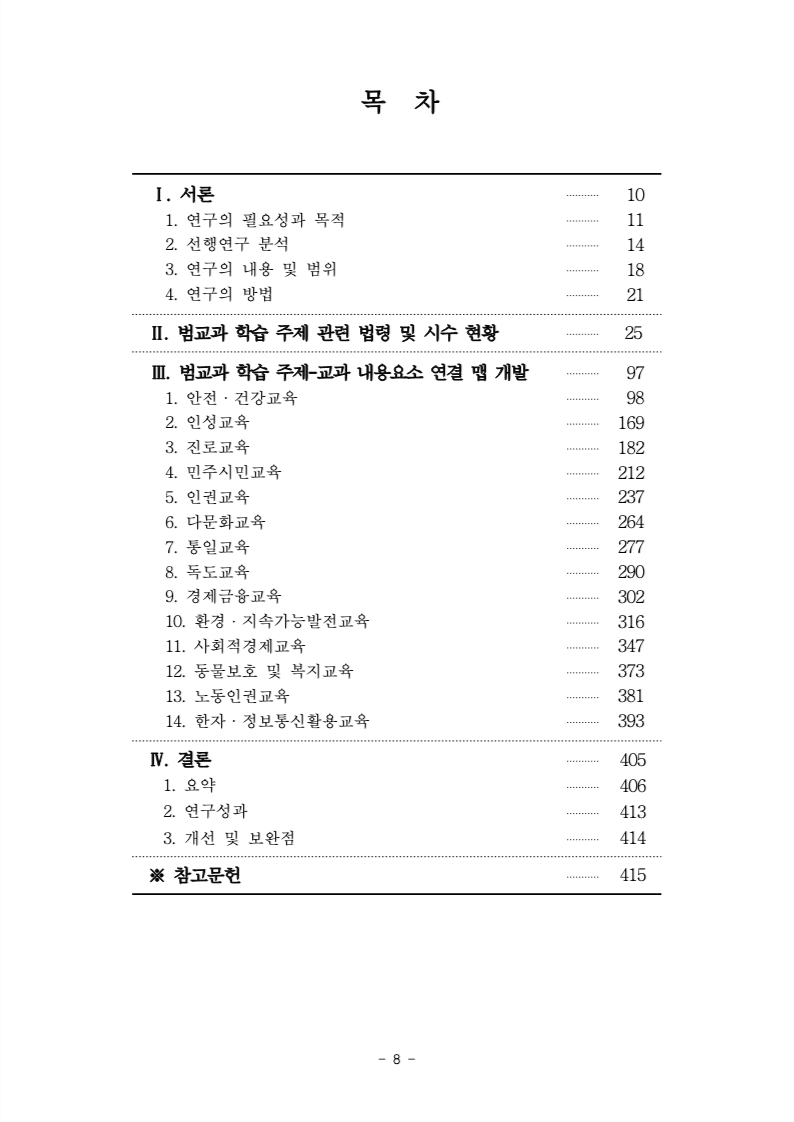 목 차
Ⅰ. 서론 ··········· 10
1. 연구의 필요성과 목적 ··········· 11
2. 선행연구 분석 ··········· 14
3. 연구의 내용 및 범위 ··········· 18
4. 연구의 방법 ··········· 21
Ⅱ. 범교과 학습 주제 관련 법령 및 시수 현황 ··········· 25
Ⅲ. 범교과 학습 주제-교과 내용요소 연결 맵 개발 ··········· 97
1. 안전·건강교육 ··········· 98
2. 인성교육 ··········· 169
3. 진로교육 ··········· 182
4. 민주시민교육 ··········· 212
5. 인권교육 ··········· 237
6. 다문화교육 ··········· 264
7. 통일교육 ··········· 277
8. 독도교육 ··········· 290
9. 경제금융교육 ··········· 302
10. 환경·지속가능발전교육 ··········· 316
11. 사회적경제교육 ··········· 347
12. 동물보호 및 복지교육 ··········· 373
13. 노동인권교육 ··········· 381
14. 한자·정보통신활용교육 ··········· 393
Ⅳ. 결론 ··········· 405
1. 요약 ··········· 406
2. 연구성과 ··········· 413
3. 개선 및 보완점 ··········· 414
※ 참고문헌 ··········· 415
- 8 -